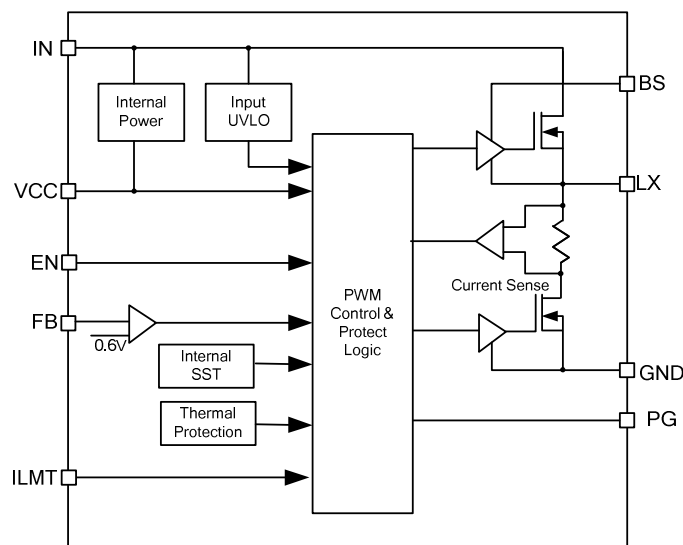 IN
BS
Internal
Power
Input
UVLO
VCC
LX
EN
Current Sense
PWM
Control &
Protect
Logic
FB
0.6V
Internal
SST
GND
Thermal
Protection
PG
ILMT